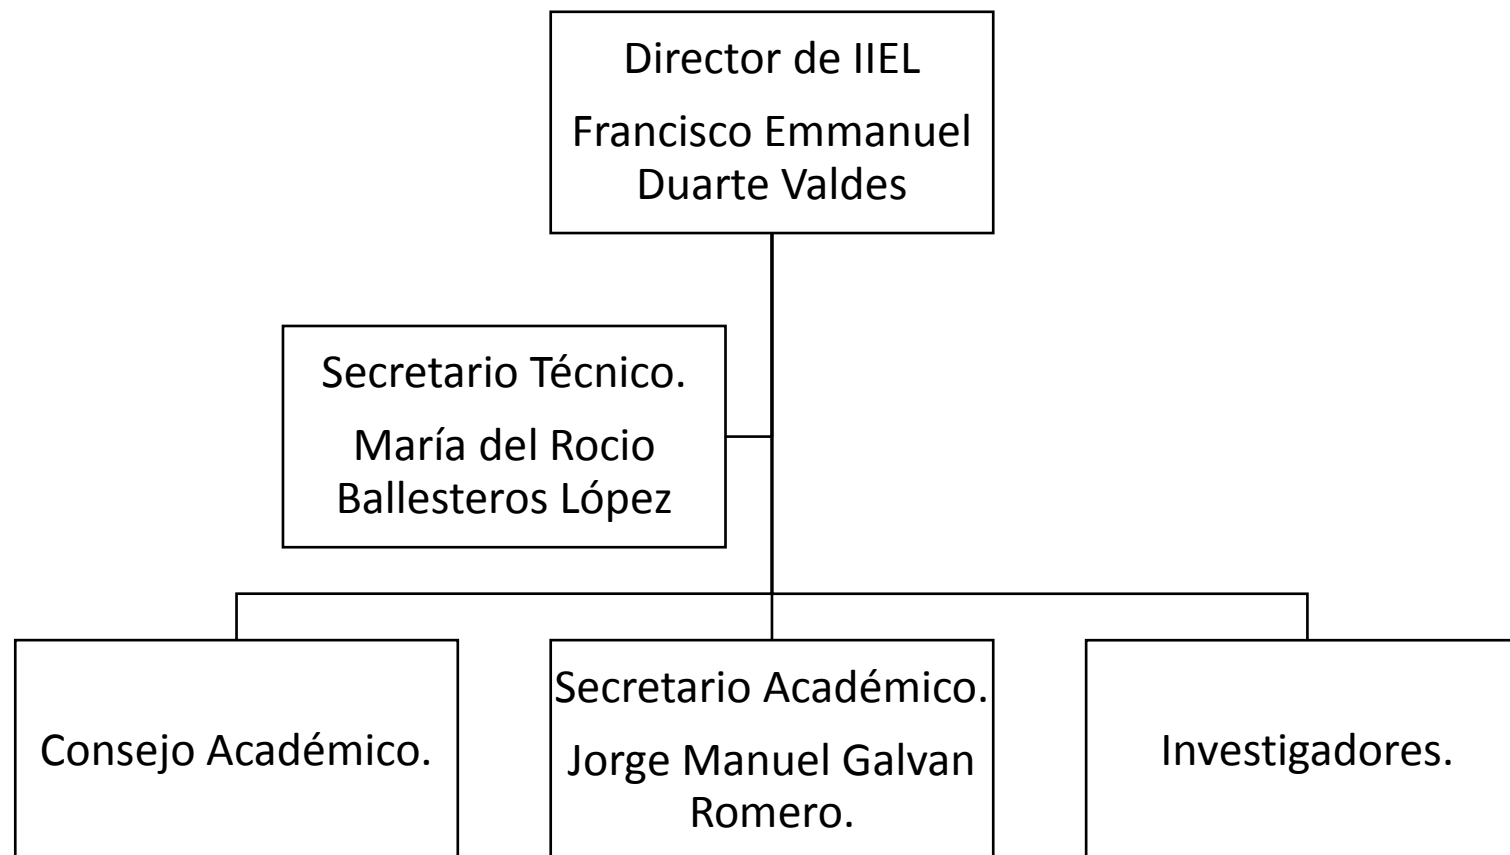 Director de IIEL
Francisco Emmanuel
Duarte Valdes
Secretario Técnico.
María del Rocio
Ballesteros López
Consejo Académico.
Secretario Académico.
Jorge Manuel Galvan
Romero.
Investigadores.